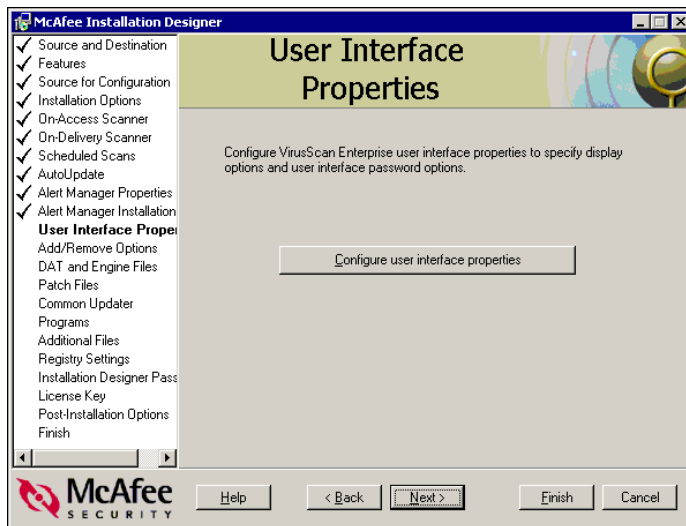 McAfee Installation Designer
Source and Destination
Features
Source for Configuration
Installation Options
On-Access Scanner
On-Delivery Scanner
Scheduled Scans
AutoUpdate
Alert Manager Properties
Alert Manager Installation
User Interface Proper
Add/Remove Options
DAT and Engine Files
Patch Files
Common Updater
Programs
Additional Files
Registry Settings
Installation Designer Pass
License Key
Post-Installation Options
Finish
User Interface
Properties
Configure VirusScan Enterprise user interface properties to specify display
options and user interface password options.
Configure user interface properties
McAfee
SECURITY
Help
< Back
Next >
Finish
Cancel